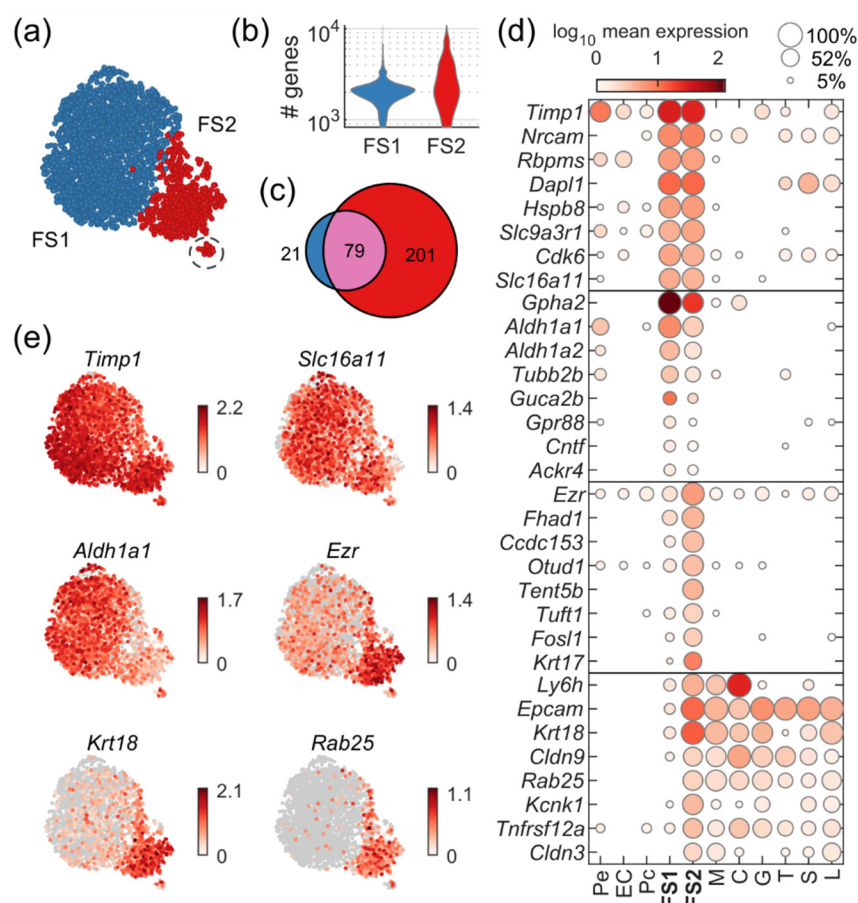 (a)
FS2
FS1
(b)
# genes
10^4
10^3
FS1 FS2
(c)
21 79 201
(d)
log10 mean expression
0 1 2
100%
52%
5%
Timp1
Nrcam
Rbpms
Dapl1
Hspb8
Slc9a3r1
Cdk6
Slc16a11
Gpha2
Aldh1a1
Aldh1a2
Tubb2b
Guca2b
Gpr88
Cntf
Ackr4
Ezr
Fhad1
Ccdc153
Otud1
Tent5b
Tuft1
Fosl1
Krt17
Ly6h
Epcam
Krt18
Cldn9
Rab25
Kcnk1
Tnfrsf12a
Cldn3
Pe EC Pc FS1 FS2 M C G T S L
(e)
Timp1
2.2
0
Slc16a11
1.4
0
Aldh1a1
1.7
0
Ezr
1.4
0
Krt18
2.1
0
Rab25
1.1
0